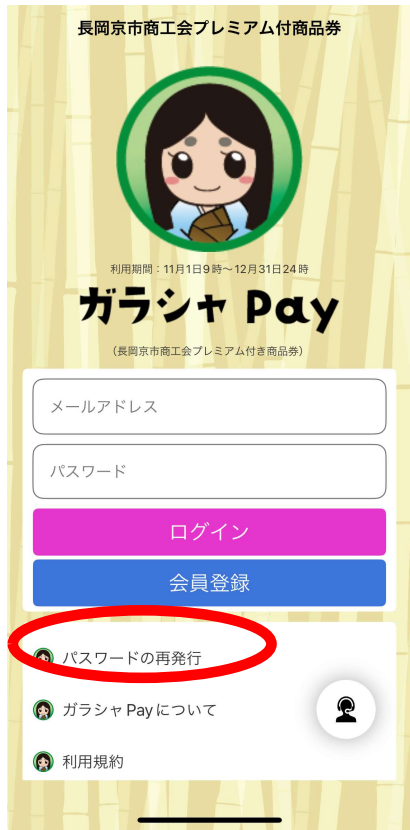 長岡京市商工会プレミアム付商品券
利用期間：11月1日9時～12月31日24時
ガラシャ Pay
（長岡京市商工会プレミアム付き商品券）
メールアドレス
パスワード
ログイン
会員登録
パスワードの再発行
ガラシャ Payについて
利用規約